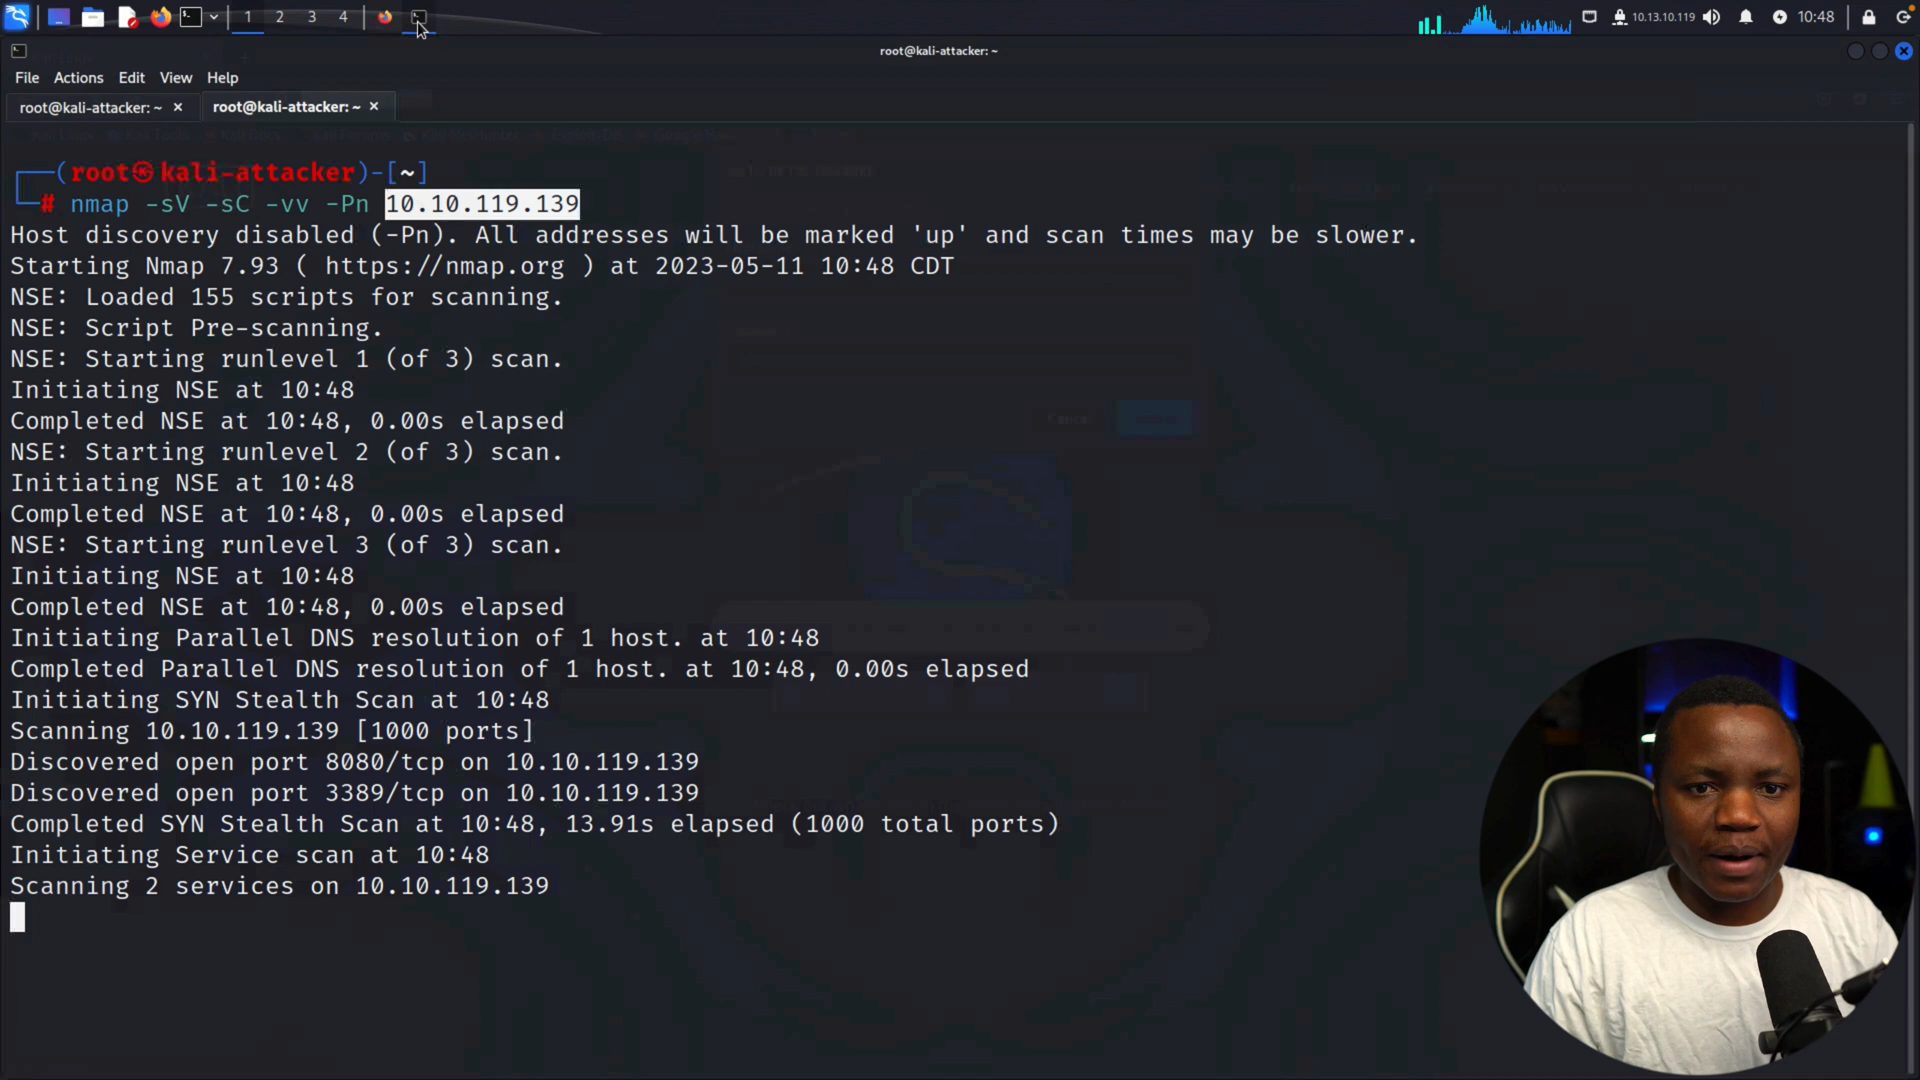 1 2 3 4
10.13.10.119
10:48
root@kali-attacker: ~
File Actions Edit View Help
root@kali-attacker: ~ × root@kali-attacker: ~ ×
┌──(root㉿kali-attacker)-[~]
└─# nmap -sV -sC -vv -Pn 10.10.119.139
Host discovery disabled (-Pn). All addresses will be marked 'up' and scan times may be slower.
Starting Nmap 7.93 ( https://nmap.org ) at 2023-05-11 10:48 CDT
NSE: Loaded 155 scripts for scanning.
NSE: Script Pre-scanning.
NSE: Starting runlevel 1 (of 3) scan.
Initiating NSE at 10:48
Completed NSE at 10:48, 0.00s elapsed
NSE: Starting runlevel 2 (of 3) scan.
Initiating NSE at 10:48
Completed NSE at 10:48, 0.00s elapsed
NSE: Starting runlevel 3 (of 3) scan.
Initiating NSE at 10:48
Completed NSE at 10:48, 0.00s elapsed
Initiating Parallel DNS resolution of 1 host. at 10:48
Completed Parallel DNS resolution of 1 host. at 10:48, 0.00s elapsed
Initiating SYN Stealth Scan at 10:48
Scanning 10.10.119.139 [1000 ports]
Discovered open port 8080/tcp on 10.10.119.139
Discovered open port 3389/tcp on 10.10.119.139
Completed SYN Stealth Scan at 10:48, 13.91s elapsed (1000 total ports)
Initiating Service scan at 10:48
Scanning 2 services on 10.10.119.139